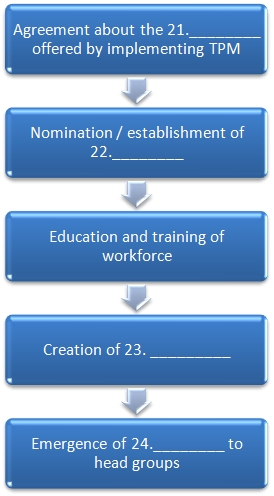 Agreement about the 21.________
offered by implementing TPM
Nomination / establishment of
22.________
Education and training of
workforce
Creation of 23. _________
Emergence of 24.________ to
head groups